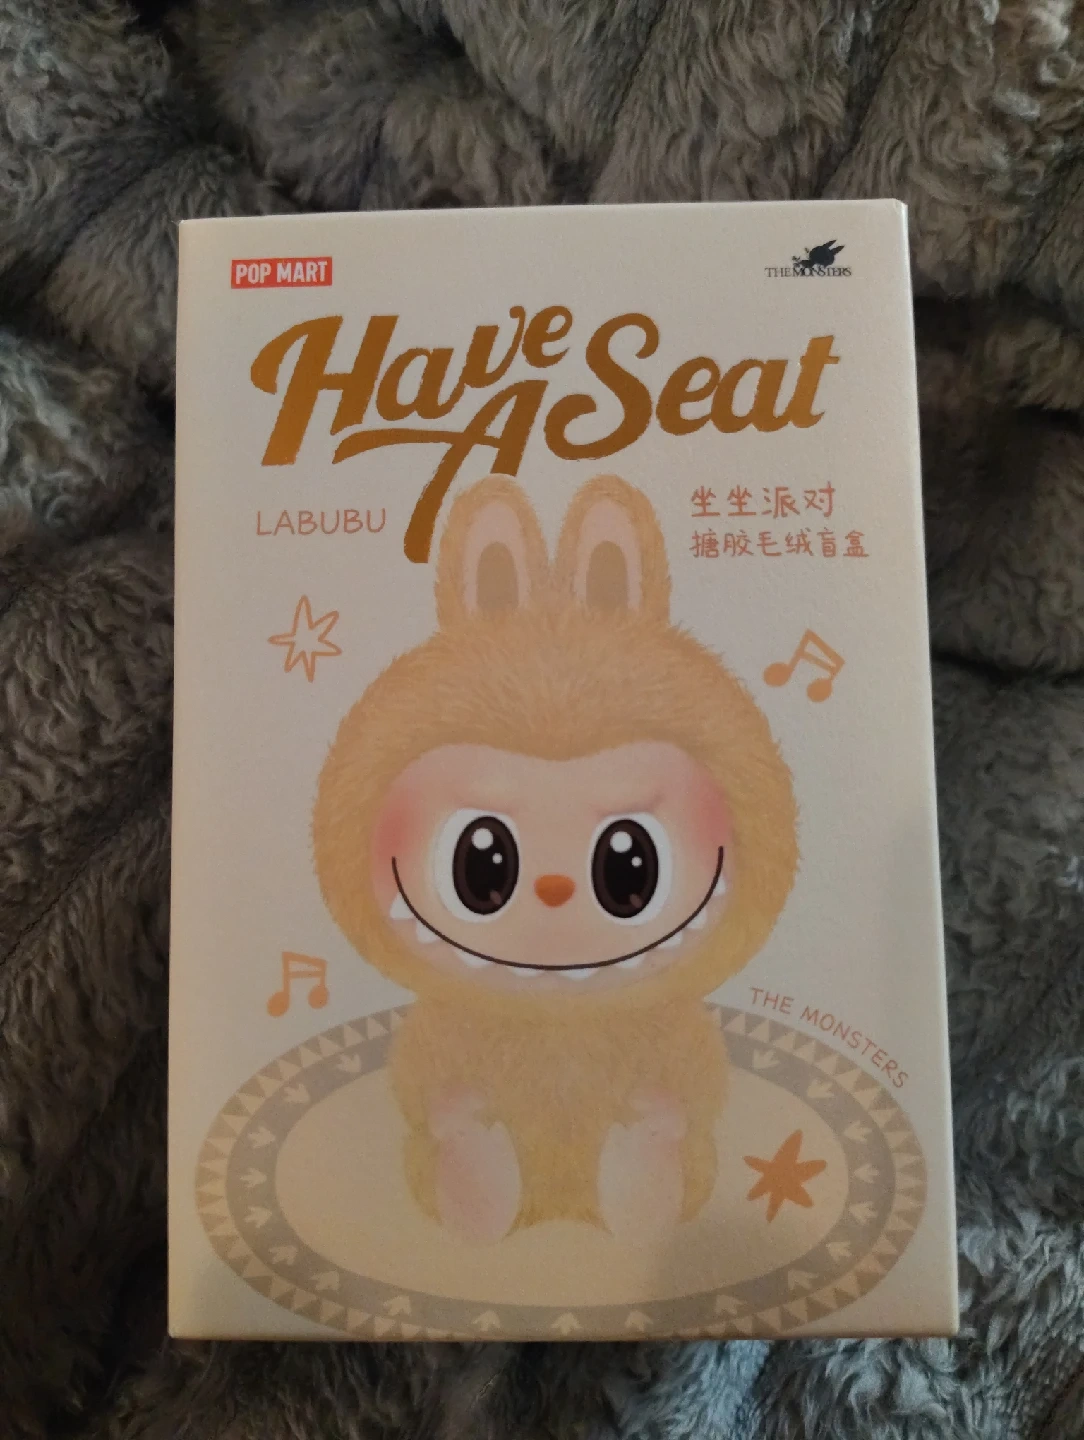 POP MART
THE MONSTERS
Have A Seat
LABUBU
坐坐派对
搪胶毛绒盲盒
THE MONSTERS